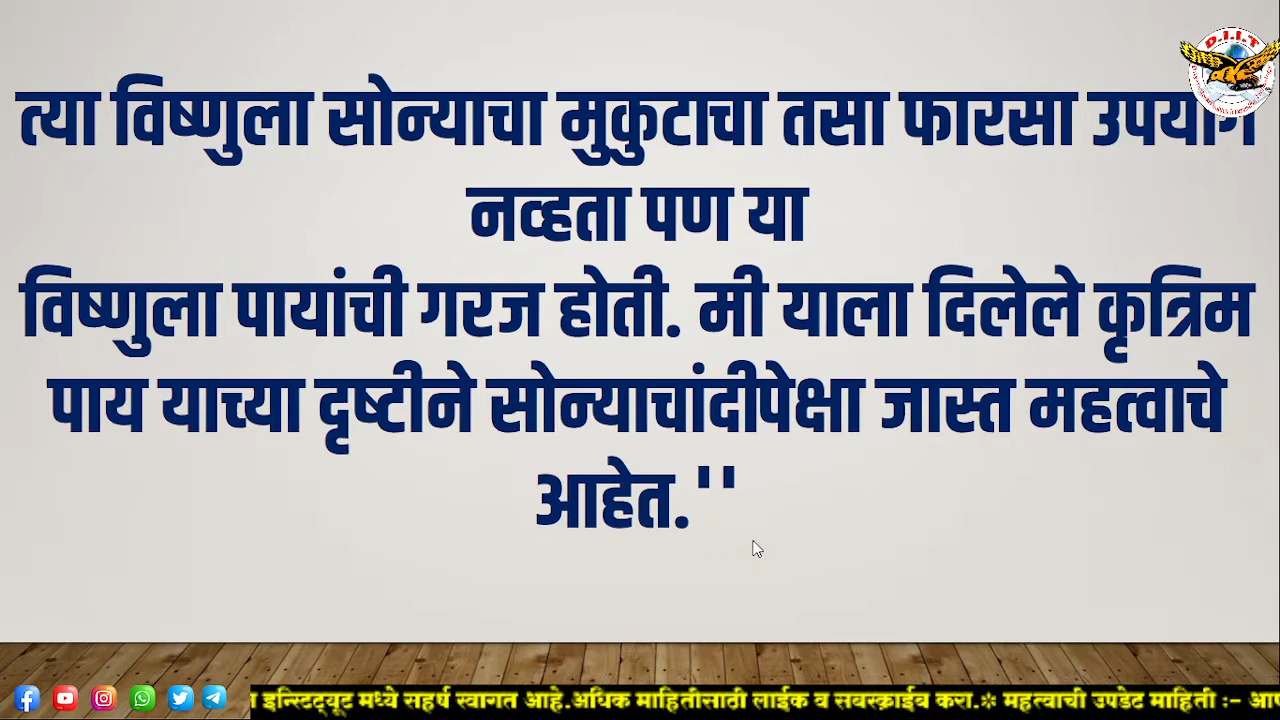 त्या विष्णुला सोन्याचा मुकुटाचा तसा फारसा उपयोग
नव्हता पण या
विष्णुला पायांची गरज होती. मी याला दिलेले कृत्रिम
पाय याच्या दृष्टीने सोन्याचांदीपेक्षा जास्त महत्वाचे
आहेत.''
D.I.I.T
इन्स्टिट्यूट मध्ये सहर्ष स्वागत आहे.अधिक माहितीसाठी लाईक व सबस्क्राईब करा.* महत्वाची उपडेट माहिती :-